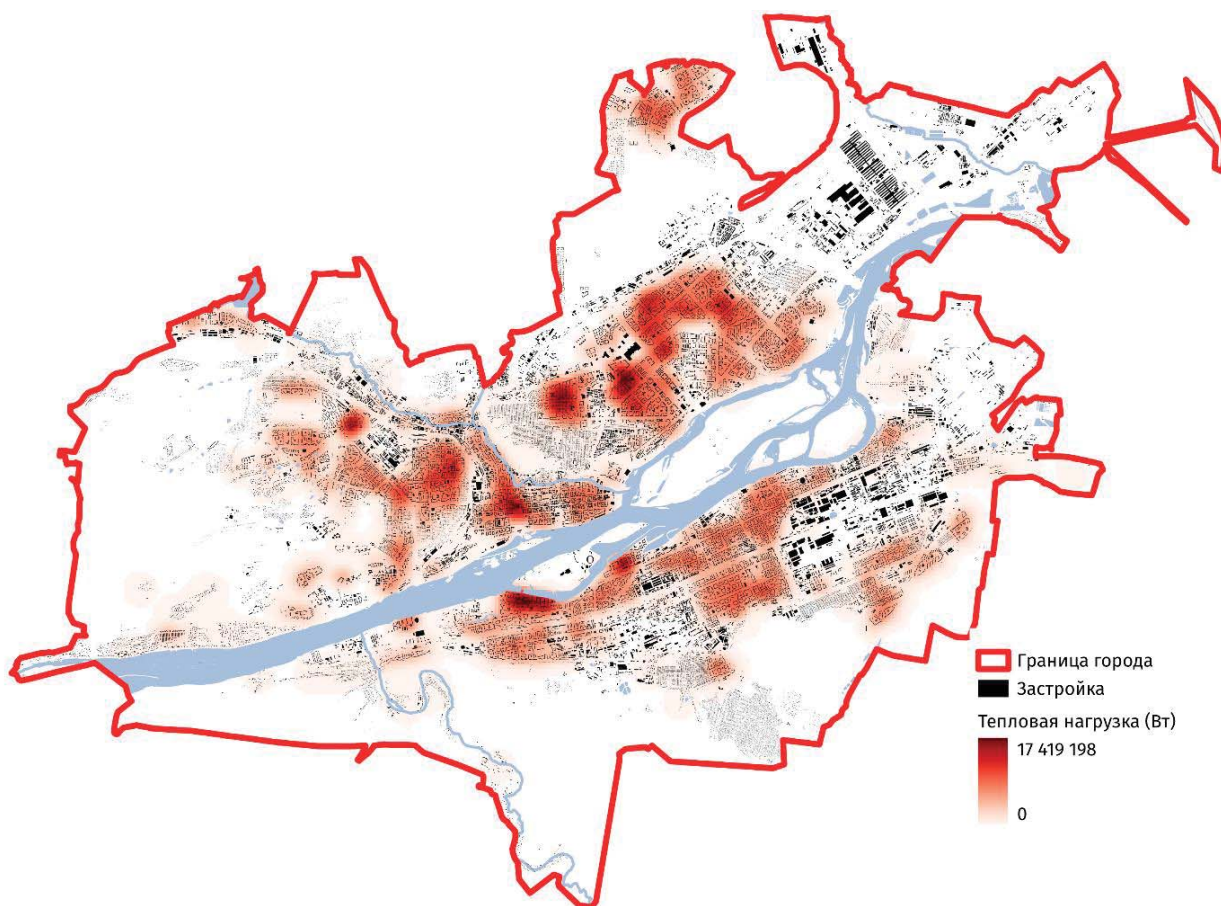 Граница города
Застройка
Тепловая нагрузка (Вт)
17 419 198
0